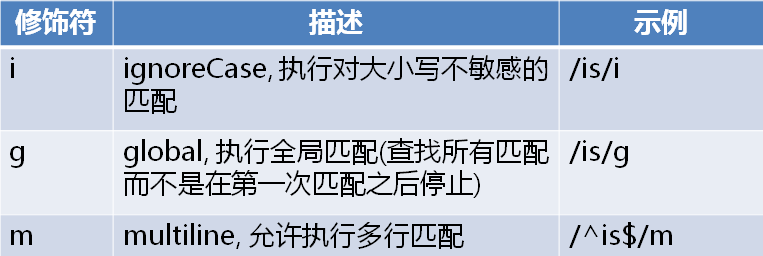 修饰符 描述 示例
i ignoreCase, 执行对大小写不敏感的 /is/i
匹配
g global, 执行全局匹配(查找所有匹配 /is/g
而不是在第一次匹配之后停止)
m multiline, 允许执行多行匹配 /^is$/m